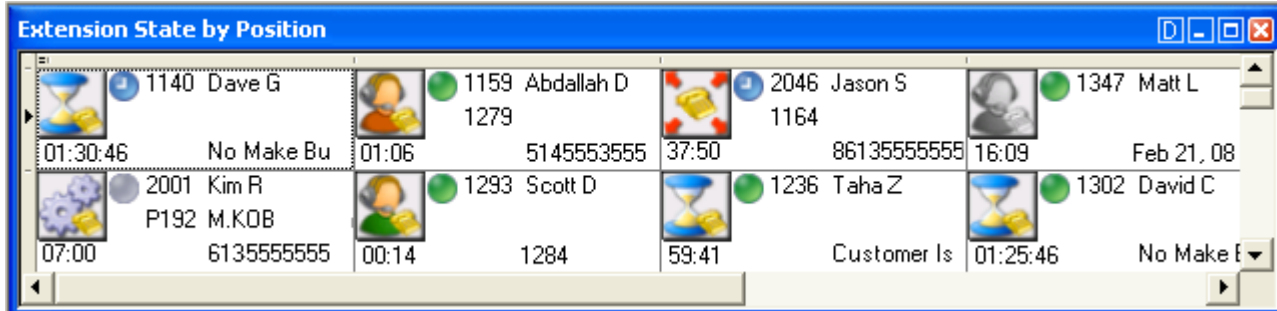 Extension State by Position
D
1140 Dave G
01:30:46 No Make Bu
1159 Abdallah D
1279
01:06 5145553555
2046 Jason S
1164
37:50 86135555555
1347 Matt L
16:09 Feb 21, 08
2001 Kim R
P192 M.KOB
07:00 6135555555
1293 Scott D
00:14 1284
1236 Taha Z
59:41 Customer Is
1302 David C
01:25:46 No Make